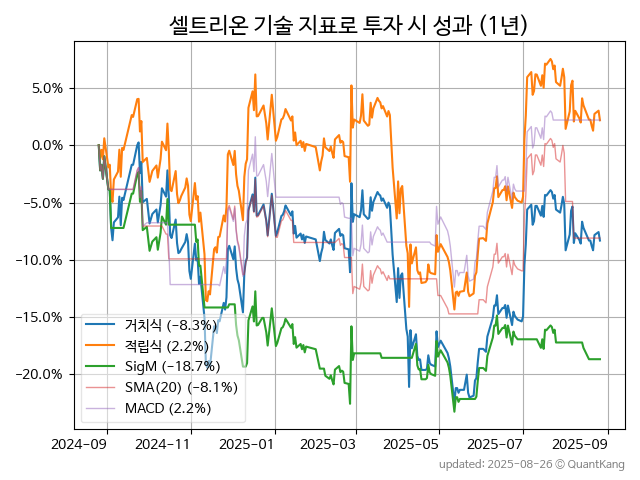 셀트리온 기술 지표로 투자 시 성과 (1년)
5.0%
0.0%
−5.0%
−10.0%
−15.0%
−20.0%
거치식 (−8.3%)
적립식 (2.2%)
SigM (−18.7%)
SMA(20) (−8.1%)
MACD (2.2%)
2024-09
2024-11
2025-01
2025-03
2025-05
2025-07
2025-09
updated: 2025-08-26 © QuantKang